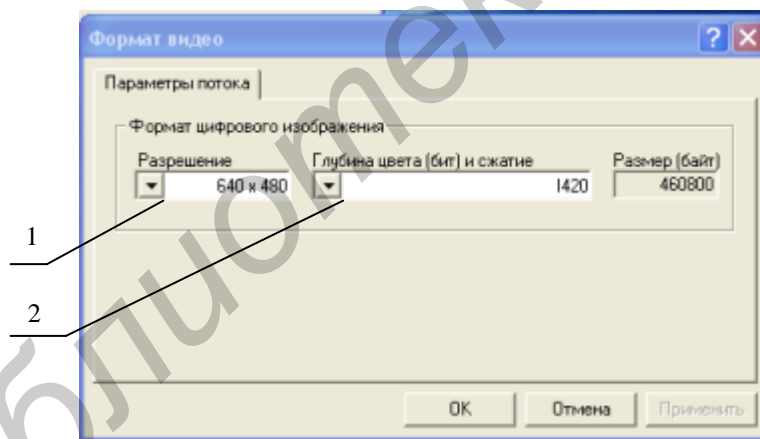 Формат видео
Параметры потока
Формат цифрового изображения
Разрешение Глубина цвета (бит) и сжатие Размер (байт)
640 x 480 I420 460800
1
2
OK Отмена Применить